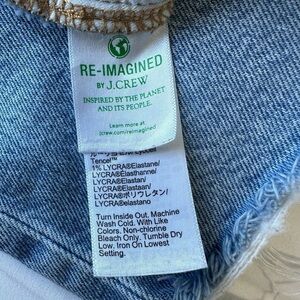 RE-IMAGINED
BY J.CREW
INSPIRED BY THE PLANET
AND ITS PEOPLE.
Learn more at
jcrew.com/reimagined
Tencel™
1% LYCRA®Elastane/
LYCRA®Élasthanne/
LYCRA®Elastan/
LYCRA®Elastaan/
LYCRA®ポリウレタン/
LYCRA®elastano
Turn Inside Out. Machine
Wash Cold. With Like
Colors. Non-chlorine
Bleach Only. Tumble Dry
Low. Iron On Lowest
Setting.